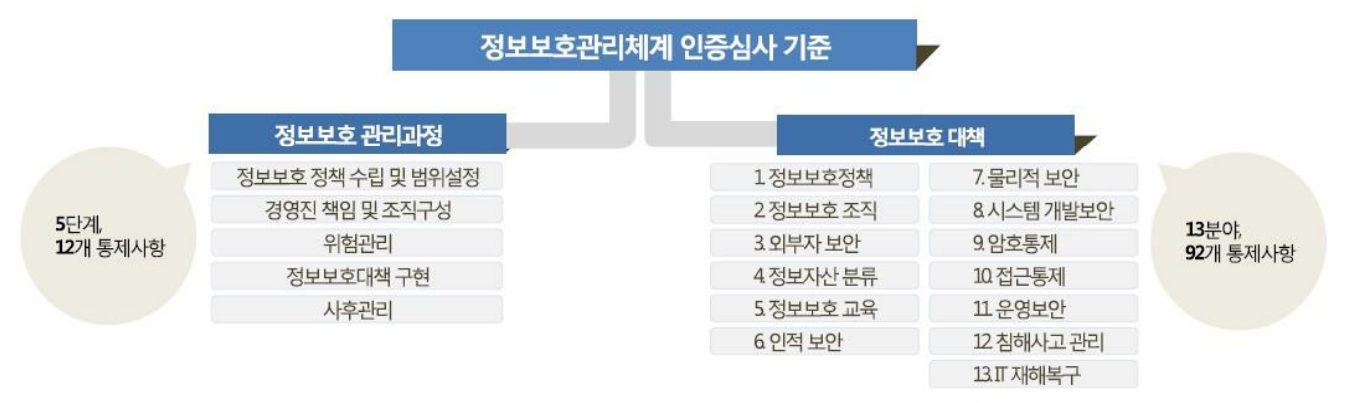 정보보호관리체계 인증심사 기준
정보보호 관리과정
정보보호 정책 수립 및 범위설정
경영진 책임 및 조직구성
위험관리
정보보호대책 구현
사후관리
5단계,
12개 통제사항
정보보호 대책
1. 정보보호정책
2. 정보보호 조직
3. 외부자 보안
4. 정보자산 분류
5. 정보보호 교육
6. 인적 보안
7. 물리적 보안
8. 시스템 개발보안
9. 암호통제
10. 접근통제
11. 운영보안
12. 침해사고 관리
13. IT 재해복구
13분야,
92개 통제사항